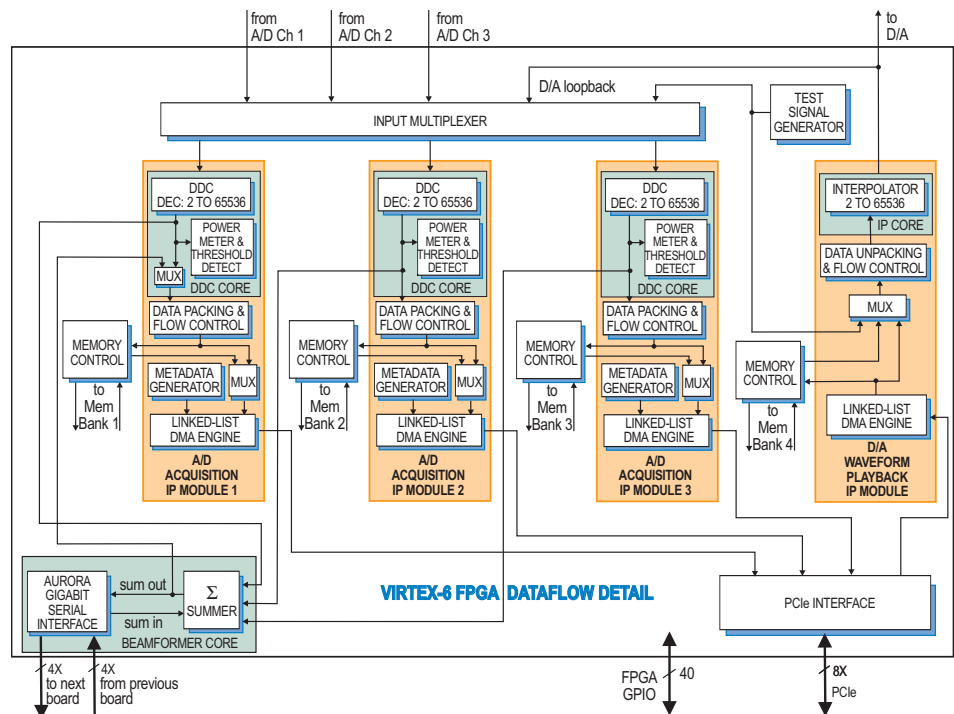 from
A/D Ch 1
from
A/D Ch 2
from
A/D Ch 3
to
D/A
D/A loopback
TEST
SIGNAL
GENERATOR
INPUT MULTIPLEXER
DDC
DEC: 2 TO 65536
POWER
METER &
THRESHOLD
DETECT
MUX
DDC CORE
DATA PACKING &
FLOW CONTROL
MEMORY
CONTROL
METADATA
GENERATOR
MUX
to
Mem
Bank 1
LINKED-LIST
DMA ENGINE
A/D
ACQUISITION
IP MODULE 1
DDC
DEC: 2 TO 65536
POWER
METER &
THRESHOLD
DETECT
DDC CORE
DATA PACKING &
FLOW CONTROL
MEMORY
CONTROL
METADATA
GENERATOR
MUX
to
Mem
Bank 2
LINKED-LIST
DMA ENGINE
A/D
ACQUISITION
IP MODULE 2
DDC
DEC: 2 TO 65536
POWER
METER &
THRESHOLD
DETECT
DDC CORE
DATA PACKING &
FLOW CONTROL
MEMORY
CONTROL
METADATA
GENERATOR
MUX
to
Mem
Bank 3
LINKED-LIST
DMA ENGINE
A/D
ACQUISITION
IP MODULE 3
INTERPOLATOR
2 TO 65536
IP CORE
DATA UNPACKING
& FLOW CONTROL
MUX
MEMORY
CONTROL
to
Mem
Bank 4
LINKED-LIST
DMA ENGINE
D/A
WAVEFORM
PLAYBACK
IP MODULE
AURORA
GIGABIT
SERIAL
INTERFACE
sum out
sum in
Σ
SUMMER
BEAMFORMER CORE
VIRTEX-6 FPGA DATAFLOW DETAIL
PCIe INTERFACE
4X
to next
board
4X
from previous
board
FPGA
GPIO
40
8X
PCIe